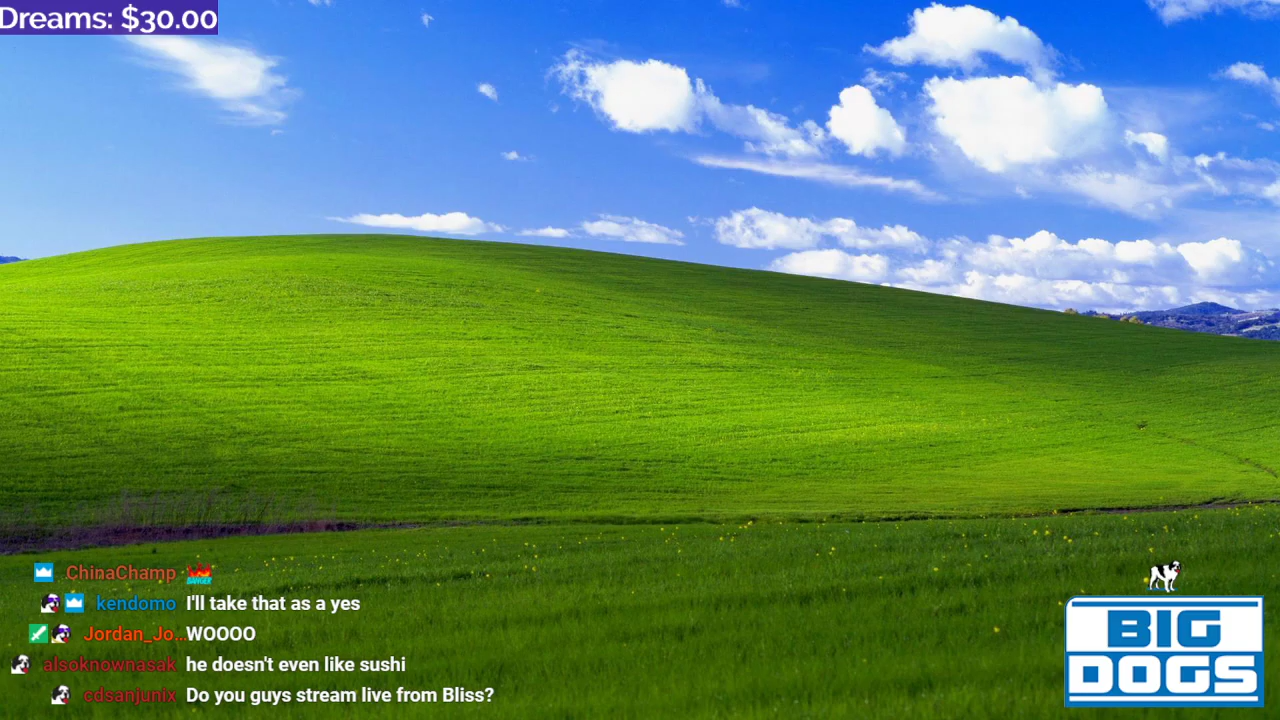 Dreams: $30.00
ChinaChamp BANGER
kendomo I'll take that as a yes
Jordan_Jo... WOOOO
alsoknownasak he doesn't even like sushi
cdsanjunix Do you guys stream live from Bliss?
BIG
DOGS